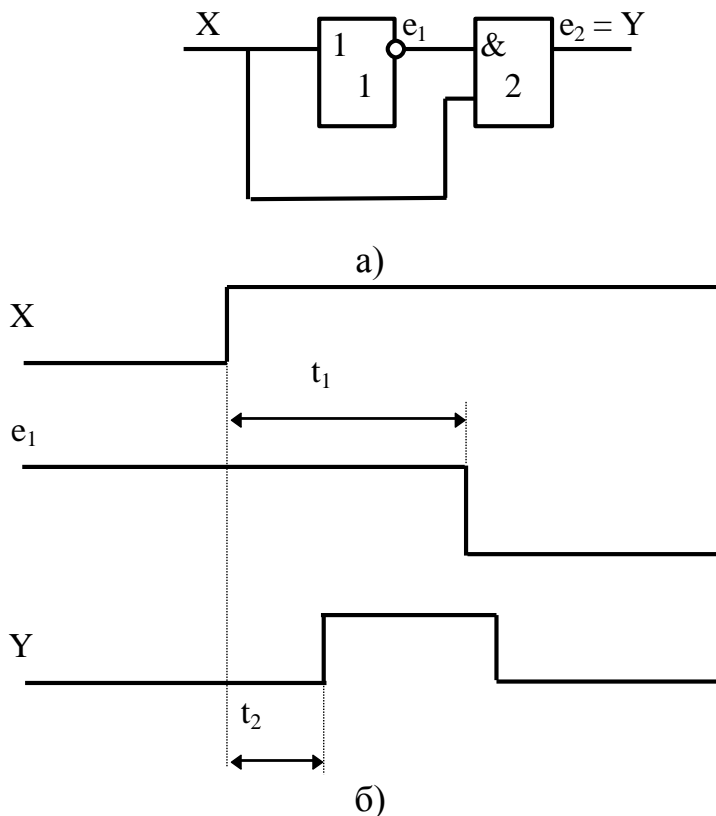 X
1
e₁
&
e₂ = Y
1
2
а)
X
t₁
e₁
Y
t₂
б)